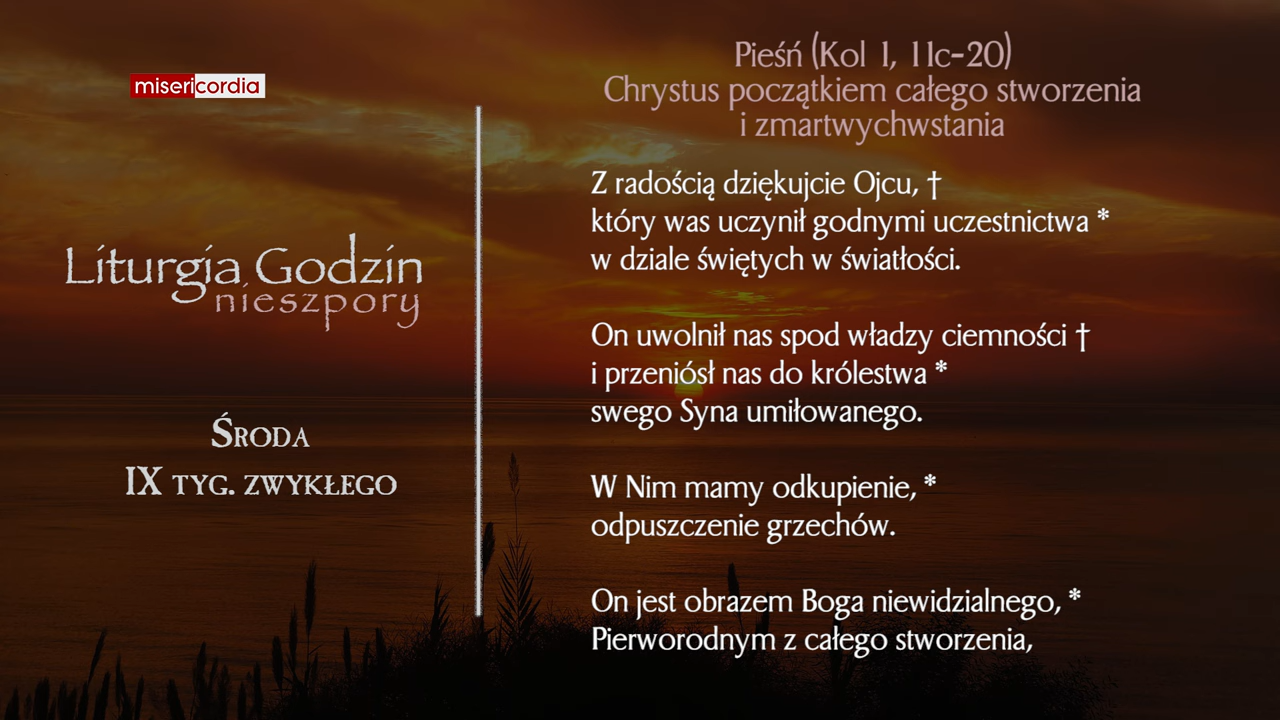 misericordia
Liturgia Godzin
nieszpory
Środa
IX tyg. zwykłego
Pieśń (Kol 1, 11c-20)
Chrystus początkiem całego stworzenia
i zmartwychwstania
Z radością dziękujcie Ojcu, †
który was uczynił godnymi uczestnictwa *
w dziale świętych w światłości.
On uwolnił nas spod władzy ciemności †
i przeniósł nas do królestwa *
swego Syna umiłowanego.
W Nim mamy odkupienie, *
odpuszczenie grzechów.
On jest obrazem Boga niewidzialnego, *
Pierworodnym z całego stworzenia,